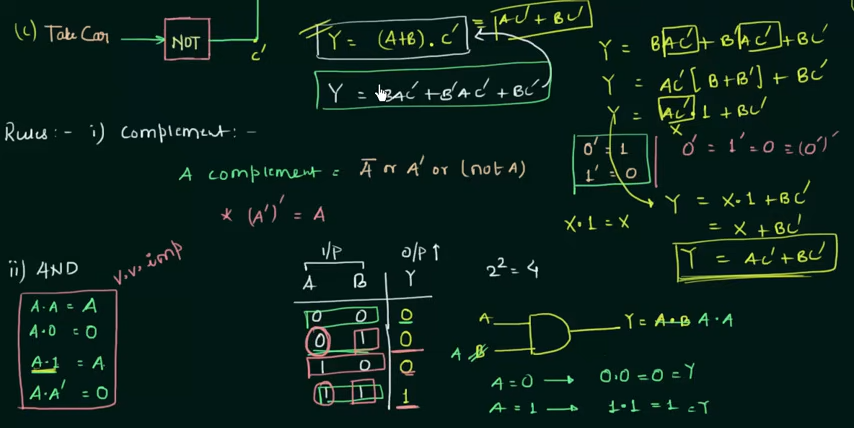 (c) Take Car → NOT
c'
Y = (A+B) . C' = AC' + BC'
Y = BAC' + B'AC' + BC'
Y = BAC' + B'AC' + BC'
Y = AC' [B+B'] + BC'
Y = AC' . 1 + BC'
x
Rules :- i) complement :-
A complement = A̅ or A' or (not A)
* (A')' = A
0' = 1
1' = 0
0' = 1' = 0 = (0')'
x.1 = x
Y = x.1 + BC'
= x + BC'
Y = AC' + BC'
ii) AND
v.v.imp
A.A = A
A.0 = 0
A.1 = A
A.A' = 0
I/P O/P ↑
A B Y
0 0 0
0 1 0
1 0 0
1 1 1
2² = 4
A
A B
Y = A.B A.A
A = 0 → 0.0 = 0 = Y
A = 1 → 1.1 = 1 = Y